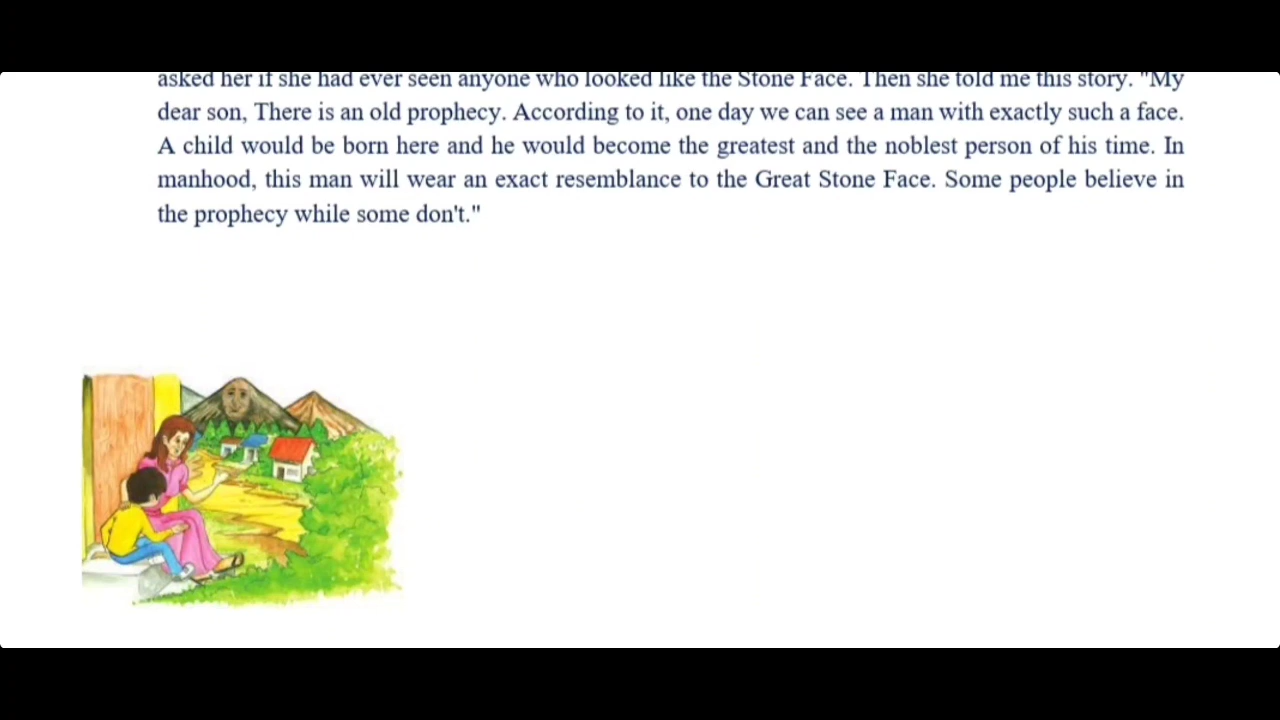 asked her if she had ever seen anyone who looked like the Stone Face. Then she told me this story. "My
dear son, There is an old prophecy. According to it, one day we can see a man with exactly such a face.
A child would be born here and he would become the greatest and the noblest person of his time. In
manhood, this man will wear an exact resemblance to the Great Stone Face. Some people believe in
the prophecy while some don't."